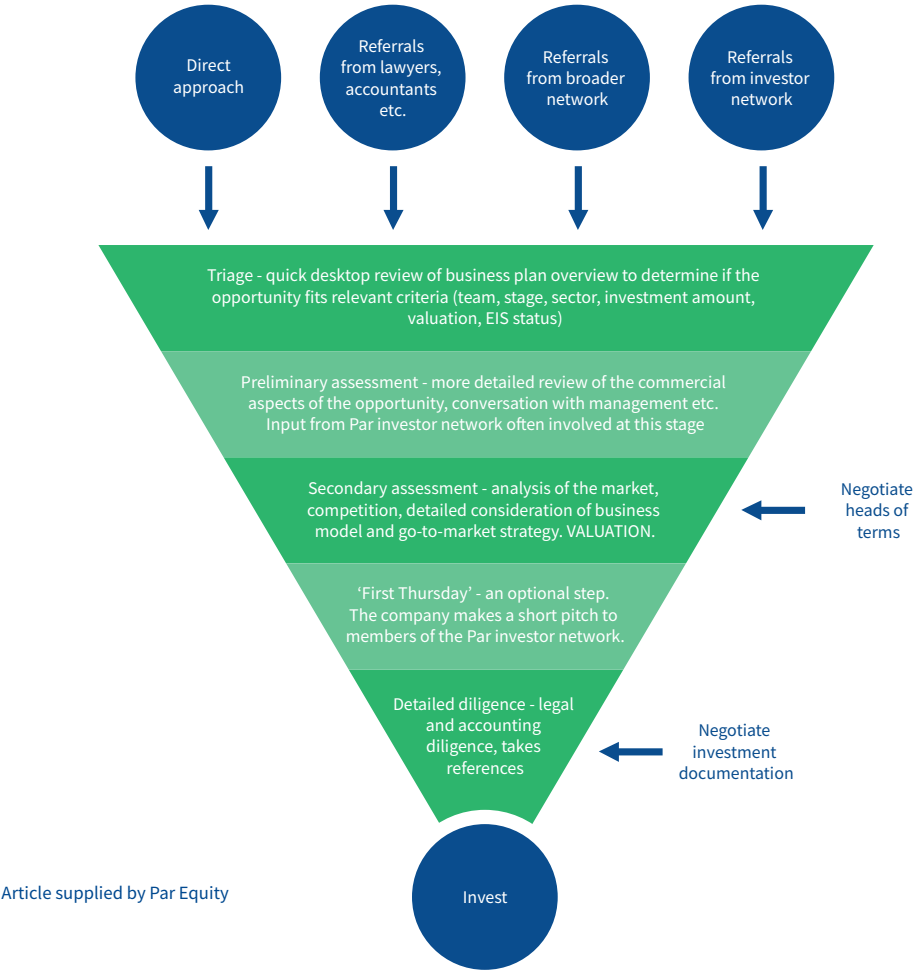 Direct
approach
Referrals
from lawyers,
accountants
etc.
Referrals
from broader
network
Referrals
from investor
network
Triage - quick desktop review of business plan overview to determine if the
opportunity fits relevant criteria (team, stage, sector, investment amount,
valuation, EIS status)
Preliminary assessment - more detailed review of the commercial
aspects of the opportunity, conversation with management etc.
Input from Par investor network often involved at this stage
Secondary assessment - analysis of the market,
competition, detailed consideration of business
model and go-to-market strategy. VALUATION.
Negotiate
heads of
terms
‘First Thursday’ - an optional step.
The company makes a short pitch to
members of the Par investor network.
Detailed diligence - legal
and accounting
diligence, takes
references
Negotiate
investment
documentation
Article supplied by Par Equity
Invest